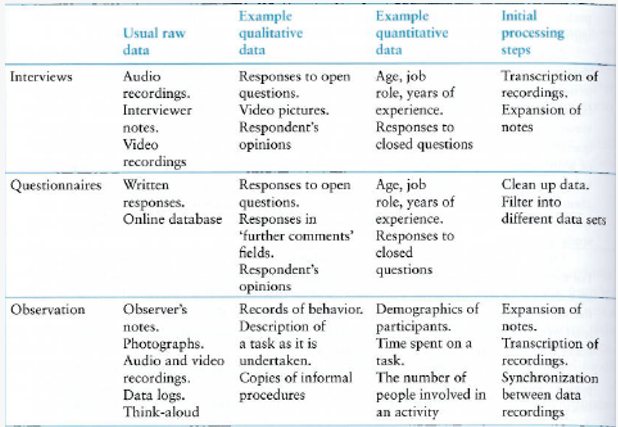 Usual raw data
Example qualitative data
Example quantitative data
Initial processing steps
Interviews
Audio
recordings.
Interviewer
notes.
Video
recordings
Responses to open
questions.
Video pictures.
Respondent's
opinions
Age, job
role, years of
experience.
Responses to
closed questions
Transcription of
recordings.
Expansion of
notes
Questionnaires
Written
responses.
Online database
Responses to open
questions.
Responses in
'further comments'
fields.
Respondent's
opinions
Age, job
role, years of
experience.
Responses to
closed
questions
Clean up data.
Filter into
different data sets
Observation
Observer's
notes.
Photographs.
Audio and video
recordings.
Data logs.
Think-aloud
Records of behavior.
Description of
a task as it is
undertaken.
Copies of informal
procedures
Demographics of
participants.
Time spent on a
task.
The number of
people involved in
an activity
Expansion of
notes.
Transcription of
recordings.
Synchronization
between data
recordings